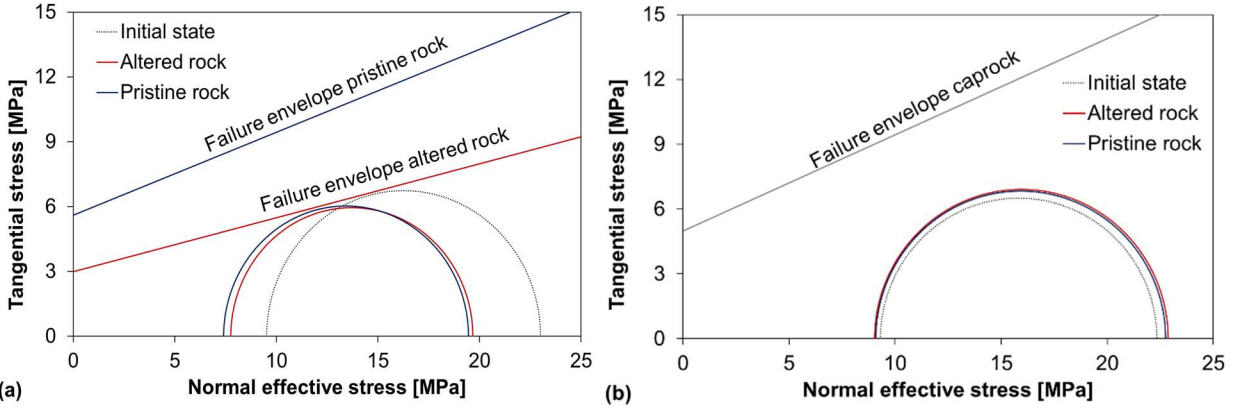 15
12
9
6
3
0
Tangential stress [MPa]
Initial state
Altered rock
Pristine rock
Failure envelope pristine rock
Failure envelope altered rock
0 5 10 15 20 25
Normal effective stress [MPa]
(a)
15
12
9
6
3
0
Tangential stress [MPa]
Failure envelope caprock
Initial state
Altered rock
Pristine rock
0 5 10 15 20 25
Normal effective stress [MPa]
(b)